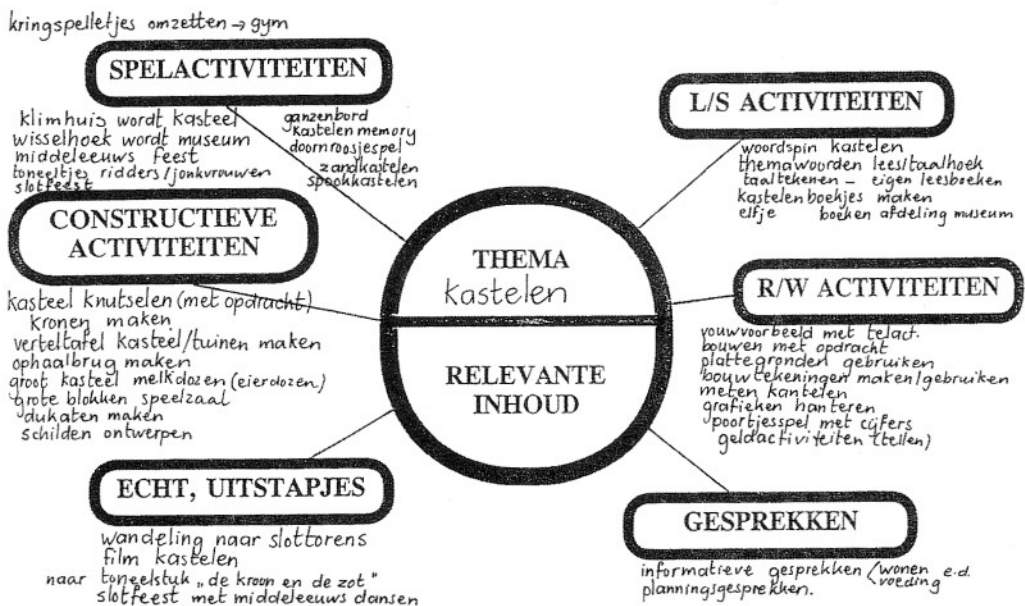 kringspelletjes omzetten → gym
SPELACTIVITEITEN
klimhuis wordt kasteel
wisselhoek wordt museum
middeleeuws feest
toneeltjes ridders/jonkvrouwen
slotfeest
ganzenbord
kastelen memory
doornroosjespel
zandkastelen
spookkastelen
CONSTRUCTIEVE
ACTIVITEITEN
kasteel knutselen (met opdracht)
kronen maken
verteltafel kasteel/tuinen maken
ophaalbrug maken
groot kasteel melkdozen (eierdozen)
grote blokken speelzaal
dukaten maken
schilden ontwerpen
ECHT, UITSTAPJES
wandeling naar slottorens
film kastelen
naar toneelstuk „de kroon en de zot"
slotfeest met middeleeuws dansen
THEMA
kastelen
RELEVANTE
INHOUD
L/S ACTIVITEITEN
woordspin kastelen
themawoorden lees/taalhoek
taaltekenen – eigen leesboeken
kastelen boekjes maken
elfje boeken afdeling museum
R/W ACTIVITEITEN
vouwvoorbeeld met telact.
bouwen met opdracht
plattegronden gebruiken
bouwtekeningen maken/gebruiken
meten kantelen
grafieken hanteren
poortjesspel met cijfers
geldactiviteiten (tellen)
GESPREKKEN
informatieve gesprekken < wonen e.d.
voeding
planningsgesprekken.